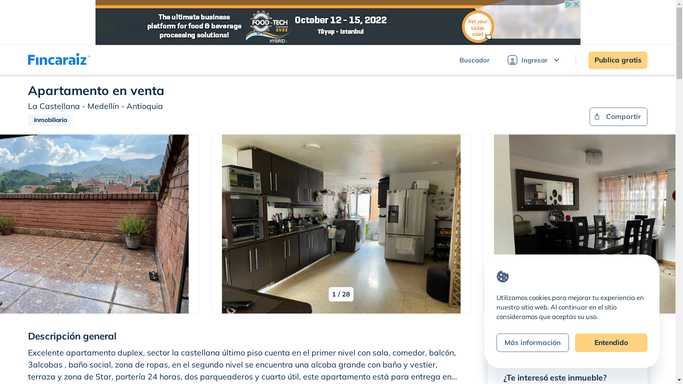 The ultimate business
platform for food & beverage
processing solutions!
FOOD-TECH
HYBRID
October 12 - 15, 2022
Tüyap - Istanbul
Fincaraiz
Buscador
Ingresar
Publica gratis
Apartamento en venta
La Castellana - Medellín - Antioquia
Inmobiliaria
Compartir
1 / 28
Utilizamos cookies para mejorar tu experiencia en
nuestro sitio web. Al continuar en el sitio
consideramos que aceptas su uso.
Más información
Entendido
Descripción general
Excelente apartamento duplex, sector la castellana último piso cuenta en el primer nivel con sala, comedor, balcón,
3alcobas , baño social, zona de ropas, en el segundo nivel se encuentra una alcoba grande con baño y vestier,
terraza y zona de Star, portería 24 horas, dos parqueaderos y cuarto útil, este apartamento está para entrega en...
¿Te interesó este inmueble?